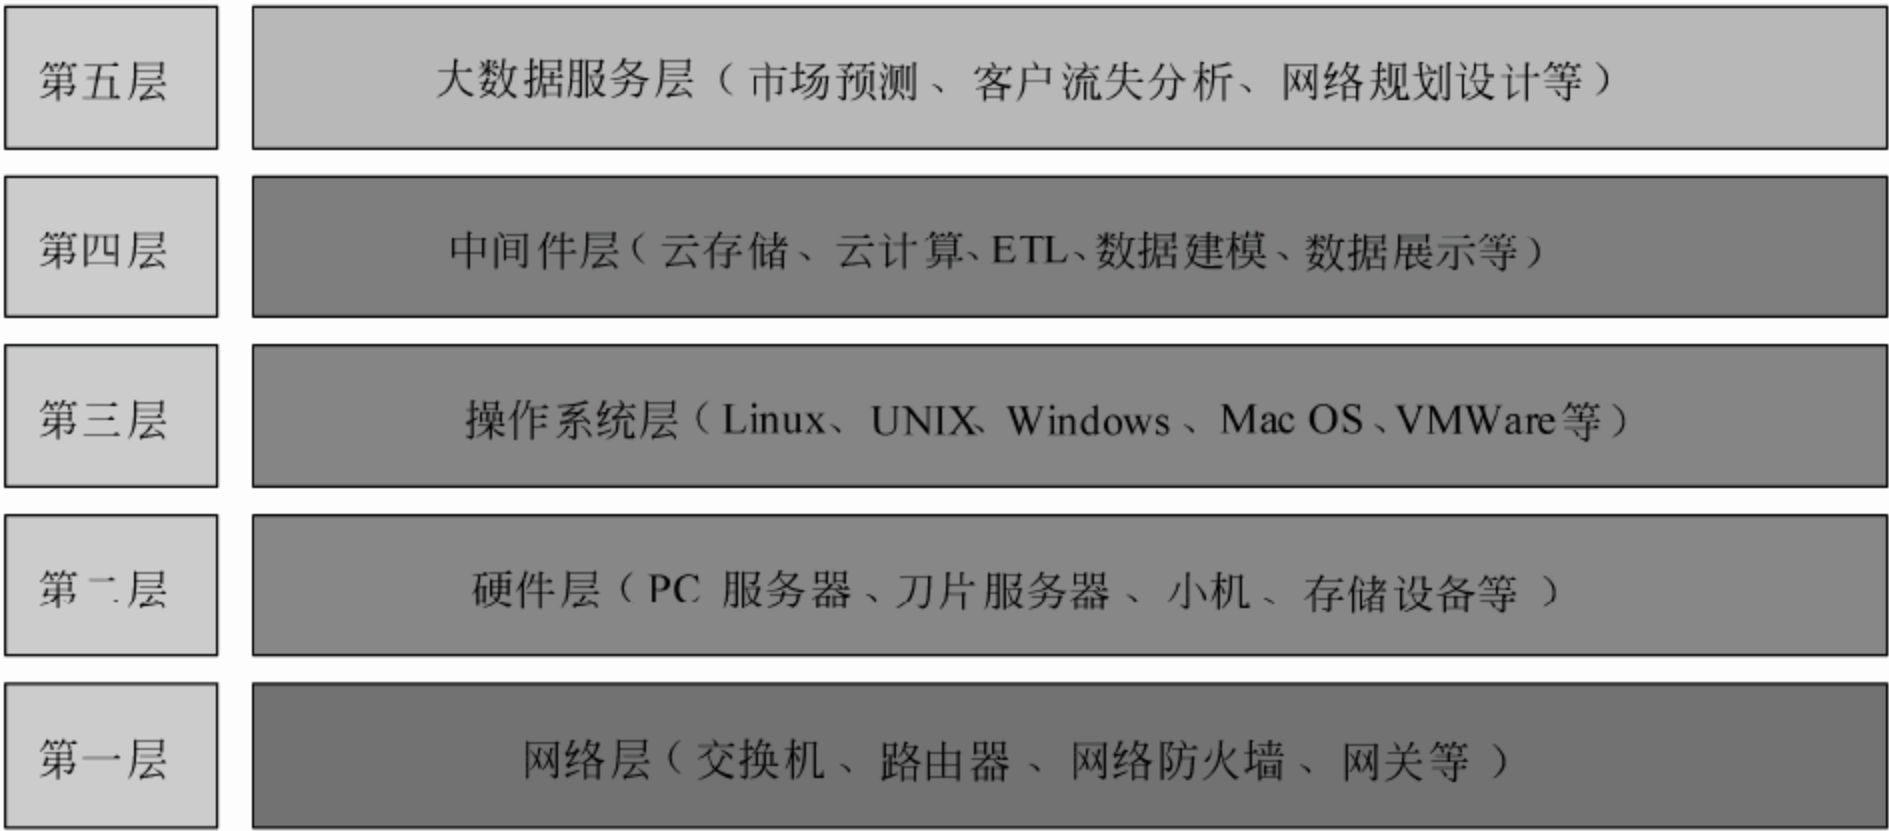 第五层 大数据服务层（市场预测、客户流失分析、网络规划设计等）
第四层 中间件层（云存储、云计算、ETL、数据建模、数据展示等）
第三层 操作系统层（Linux、UNIX、Windows、Mac OS、VMWare等）
第二层 硬件层（PC 服务器、刀片服务器、小机、存储设备等）
第一层 网络层（交换机、路由器、网络防火墙、网关等）